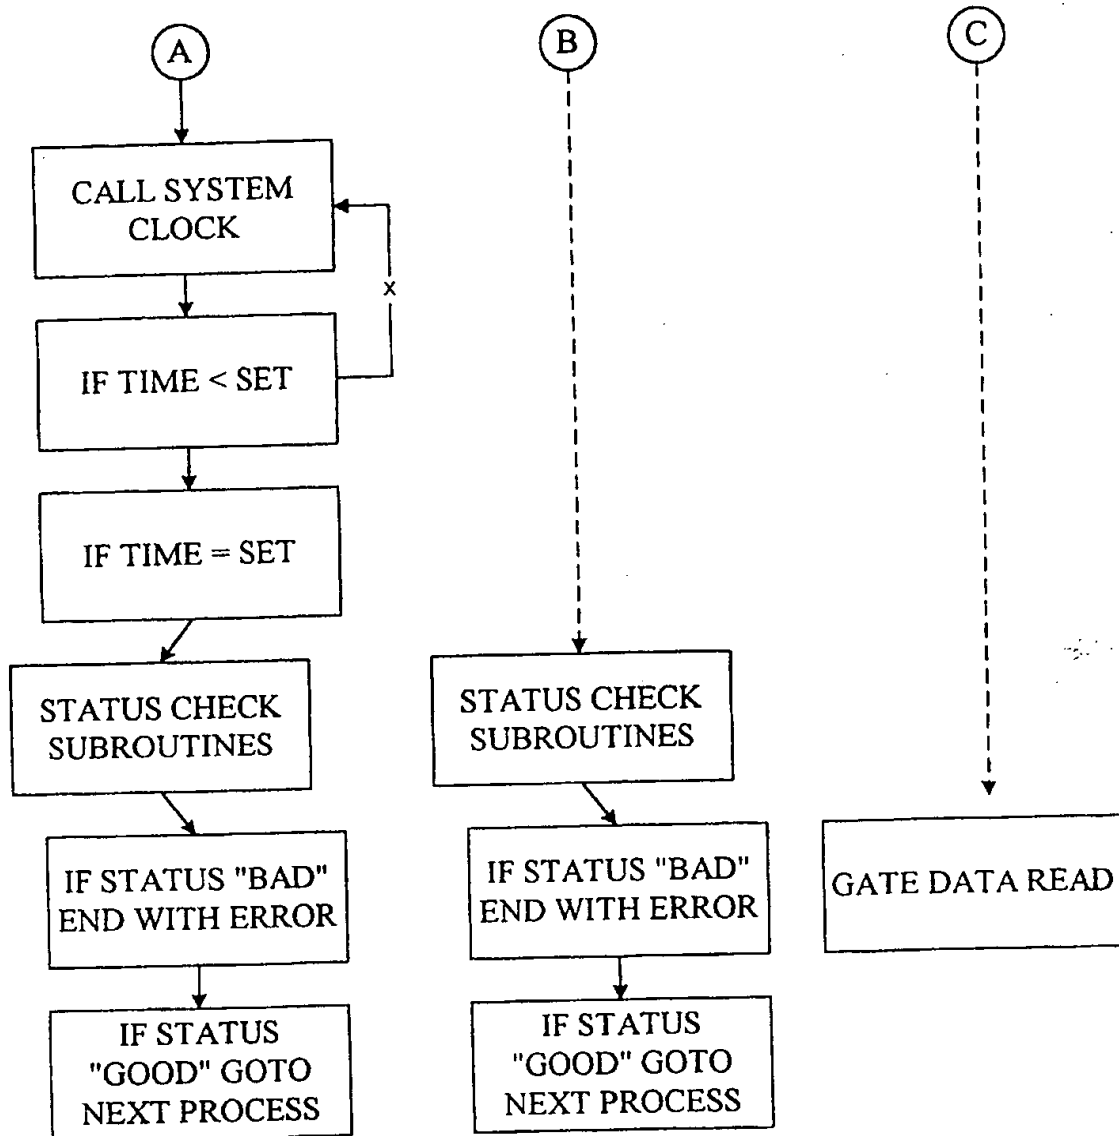 A
CALL SYSTEM
CLOCK
x
IF TIME < SET
IF TIME = SET
STATUS CHECK
SUBROUTINES
IF STATUS "BAD"
END WITH ERROR
IF STATUS
"GOOD" GOTO
NEXT PROCESS
B
STATUS CHECK
SUBROUTINES
IF STATUS "BAD"
END WITH ERROR
IF STATUS
"GOOD" GOTO
NEXT PROCESS
C
GATE DATA READ